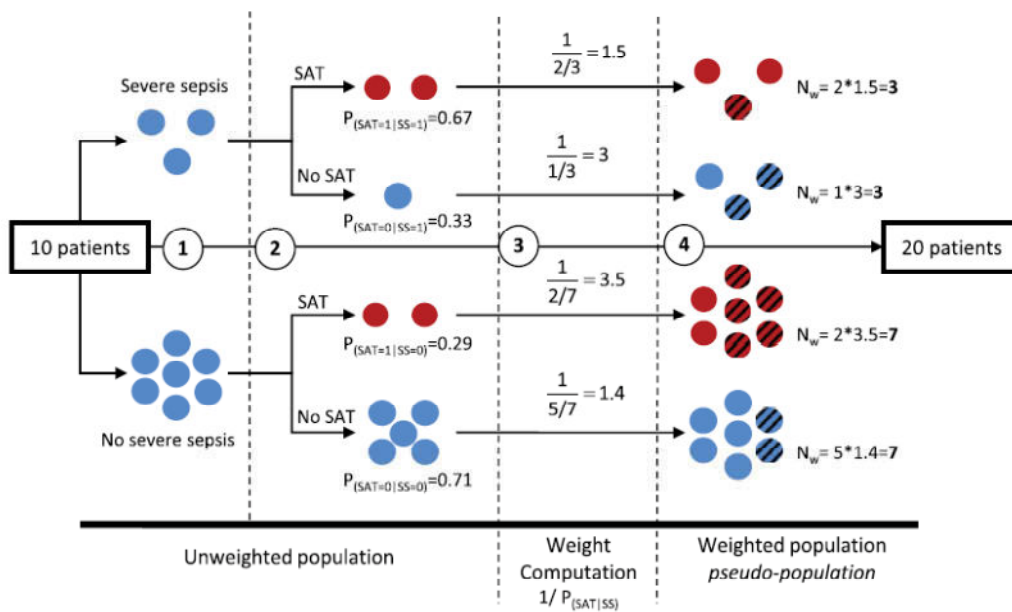 Severe sepsis
SAT
P(SAT=1|SS=1)=0.67
1/(2/3) = 1.5
Nw= 2*1.5=3
No SAT
P(SAT=0|SS=1)=0.33
1/(1/3) = 3
Nw= 1*3=3
10 patients
1
2
3
4
20 patients
SAT
P(SAT=1|SS=0)=0.29
1/(2/7) = 3.5
Nw= 2*3.5=7
No severe sepsis
No SAT
P(SAT=0|SS=0)=0.71
1/(5/7) = 1.4
Nw= 5*1.4=7
Unweighted population
Weight
Computation
1/ P(SAT|SS)
Weighted population
pseudo-population